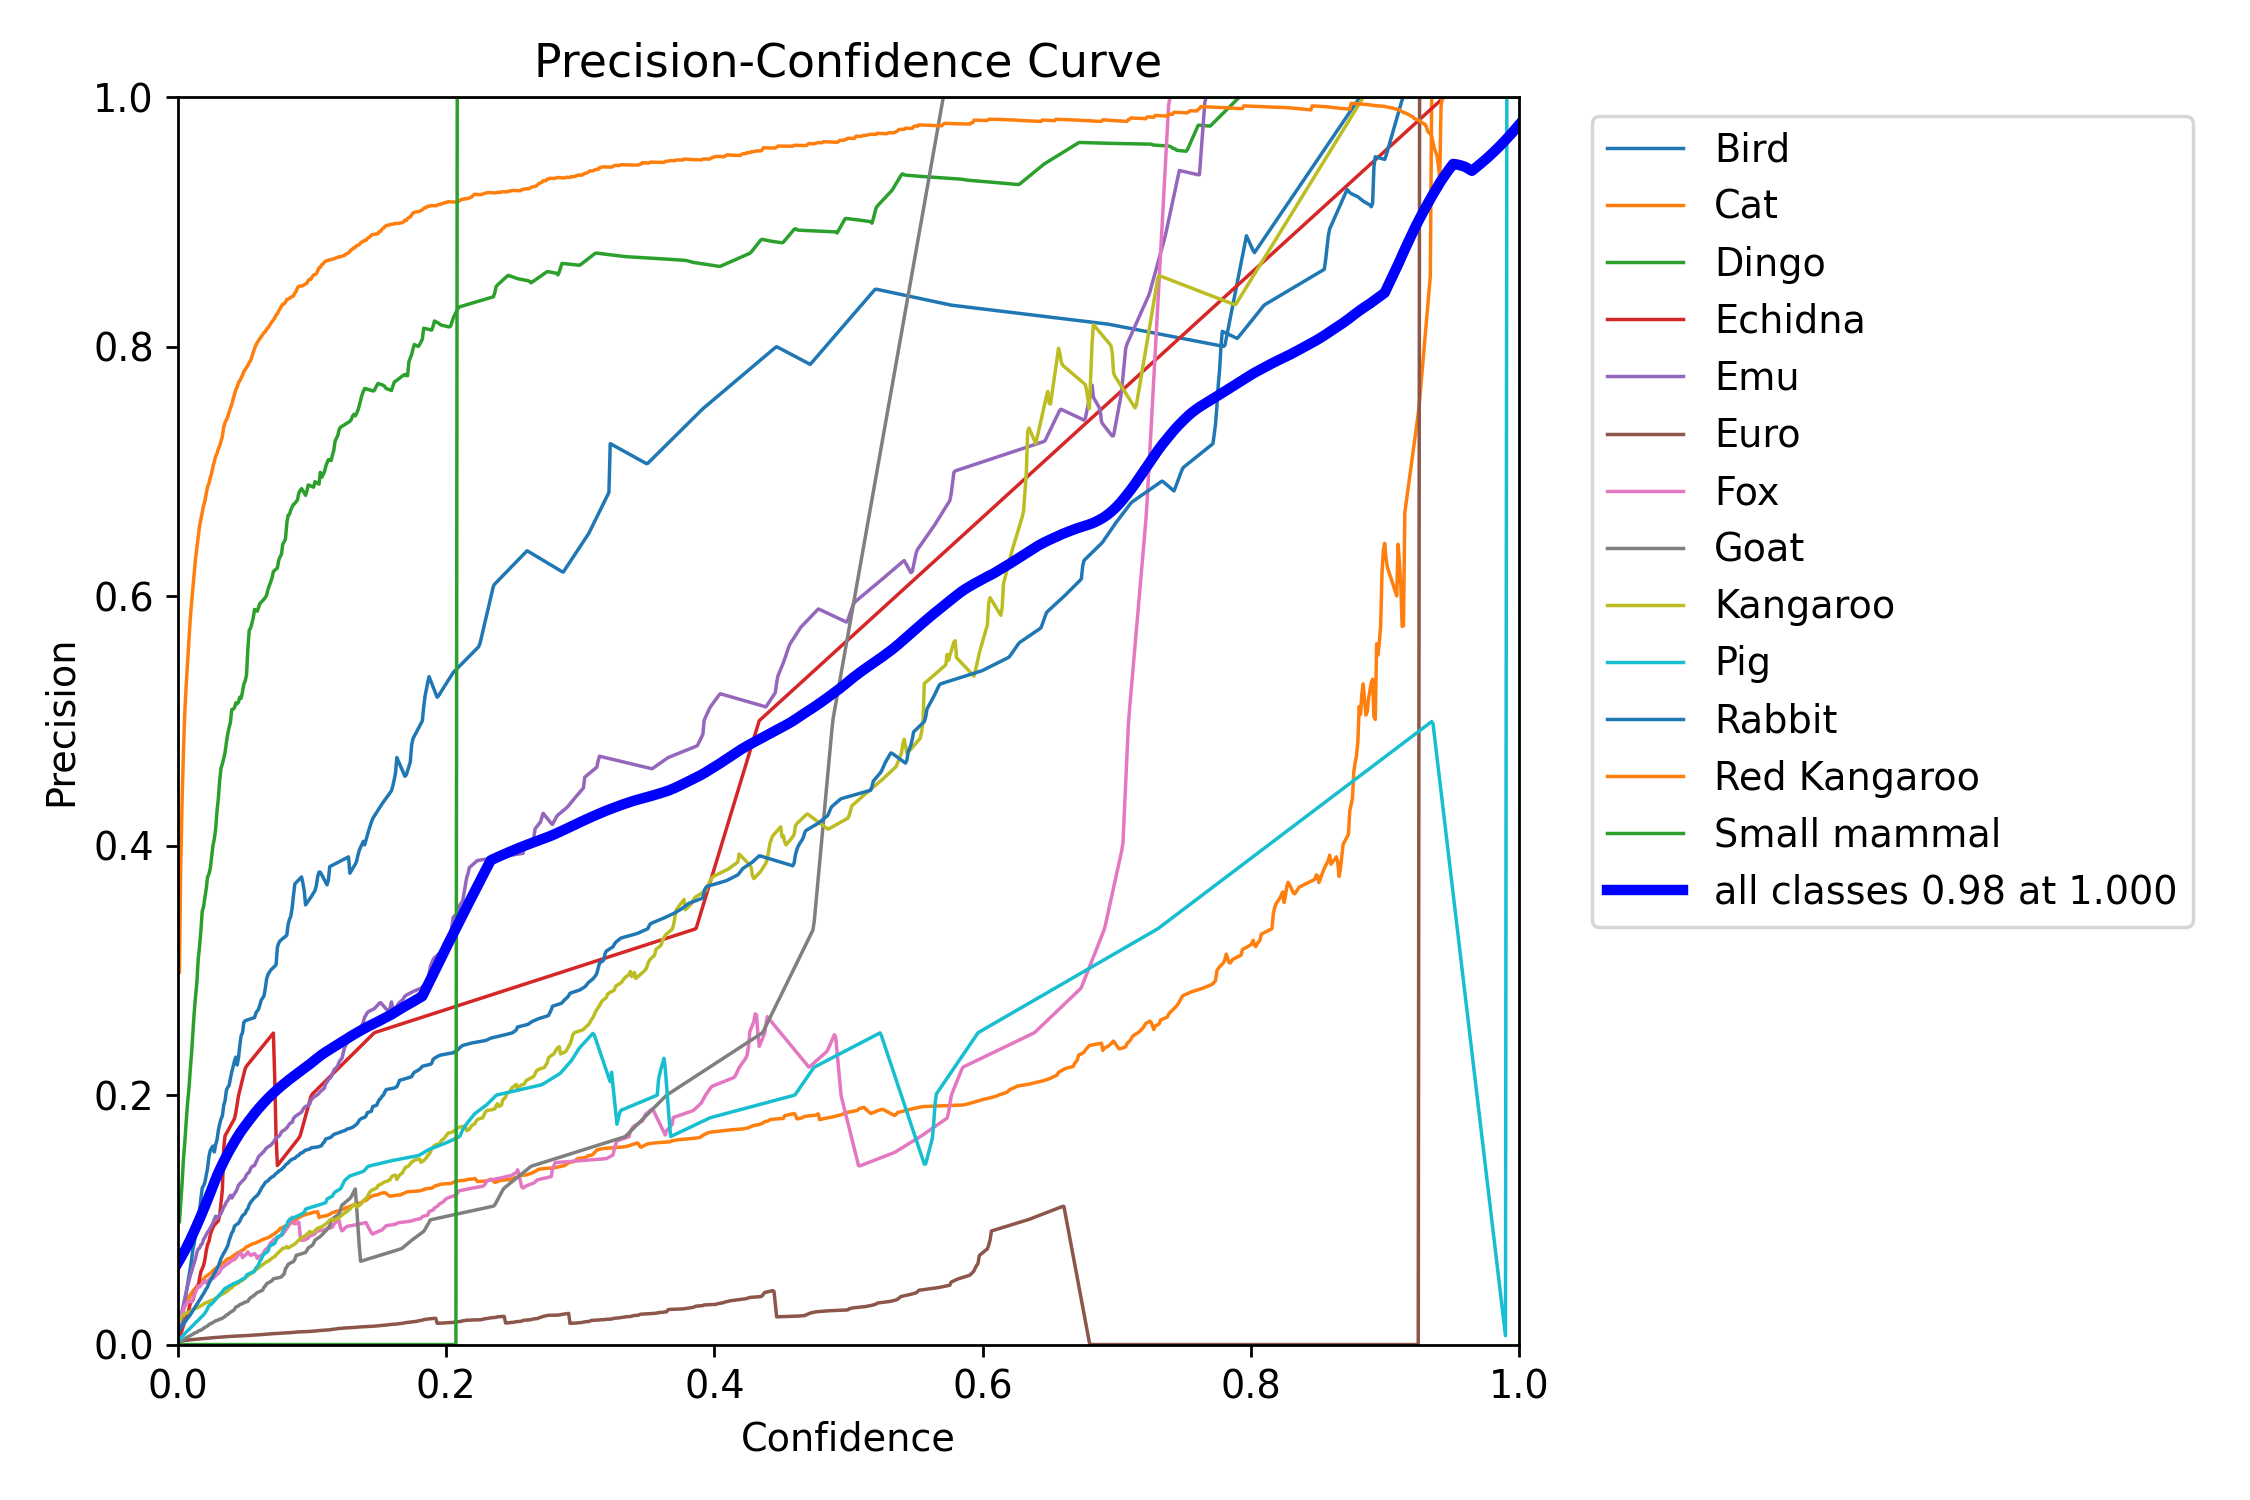 Precision-Confidence Curve
1.0
0.8
0.6
0.4
0.2
0.0
Precision
0.0 0.2 0.4 0.6 0.8 1.0
Confidence
Bird
Cat
Dingo
Echidna
Emu
Euro
Fox
Goat
Kangaroo
Pig
Rabbit
Red Kangaroo
Small mammal
all classes 0.98 at 1.000